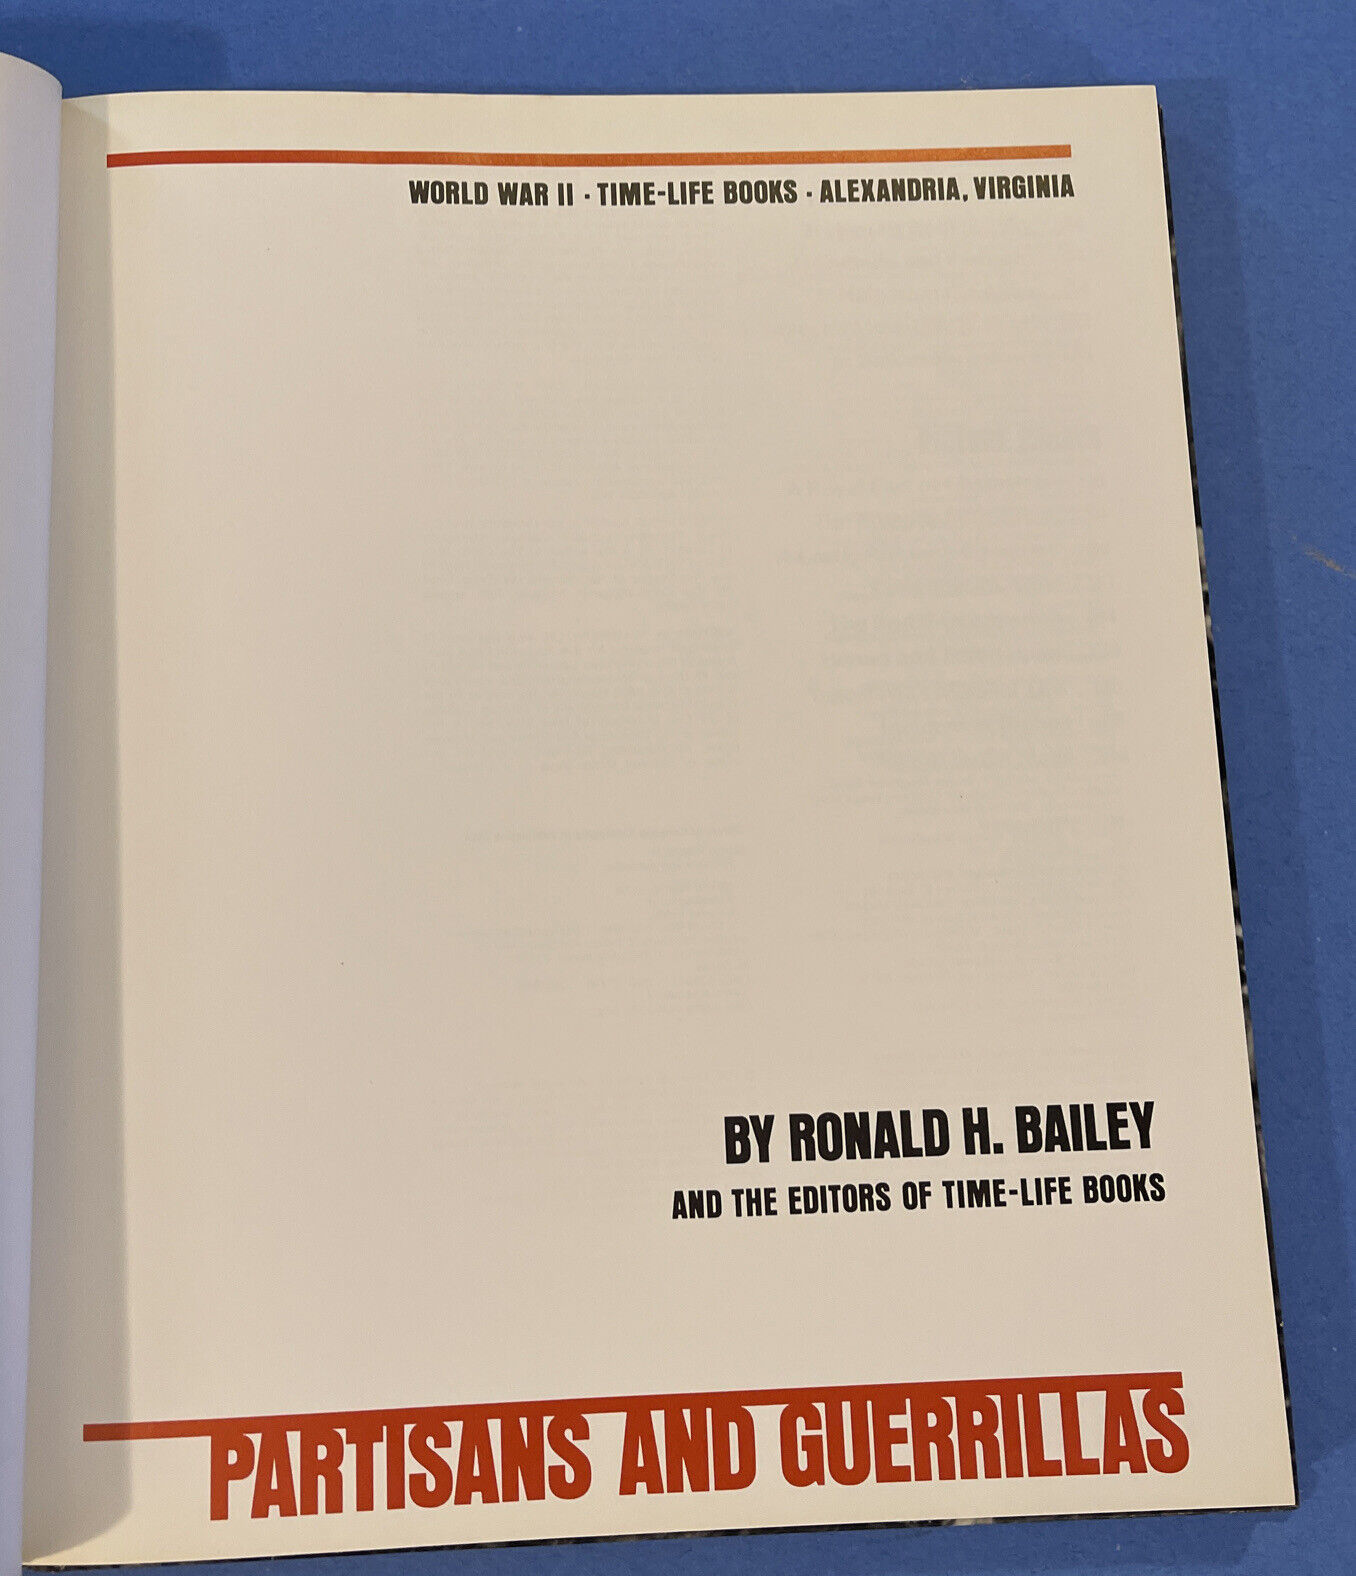 WORLD WAR II · TIME-LIFE BOOKS · ALEXANDRIA, VIRGINIA
BY RONALD H. BAILEY
AND THE EDITORS OF TIME-LIFE BOOKS
PARTISANS AND GUERRILLAS